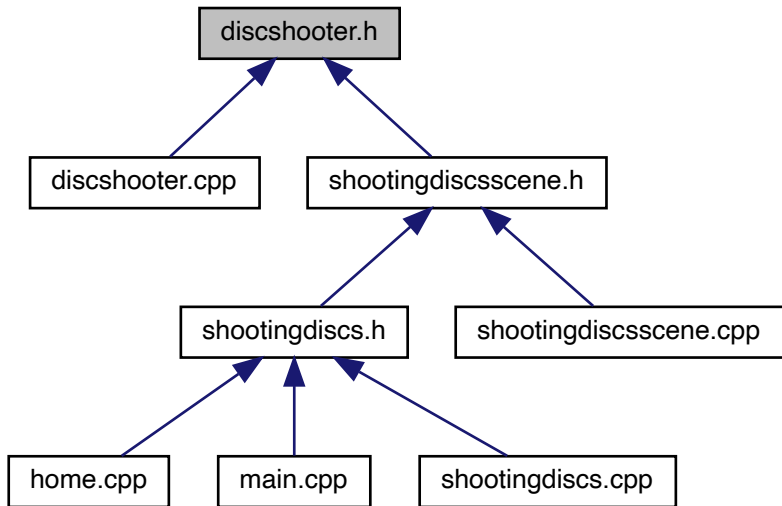 discshooter.h
discshooter.cpp
shootingdiscsscene.h
shootingdiscs.h
shootingdiscsscene.cpp
home.cpp
main.cpp
shootingdiscs.cpp